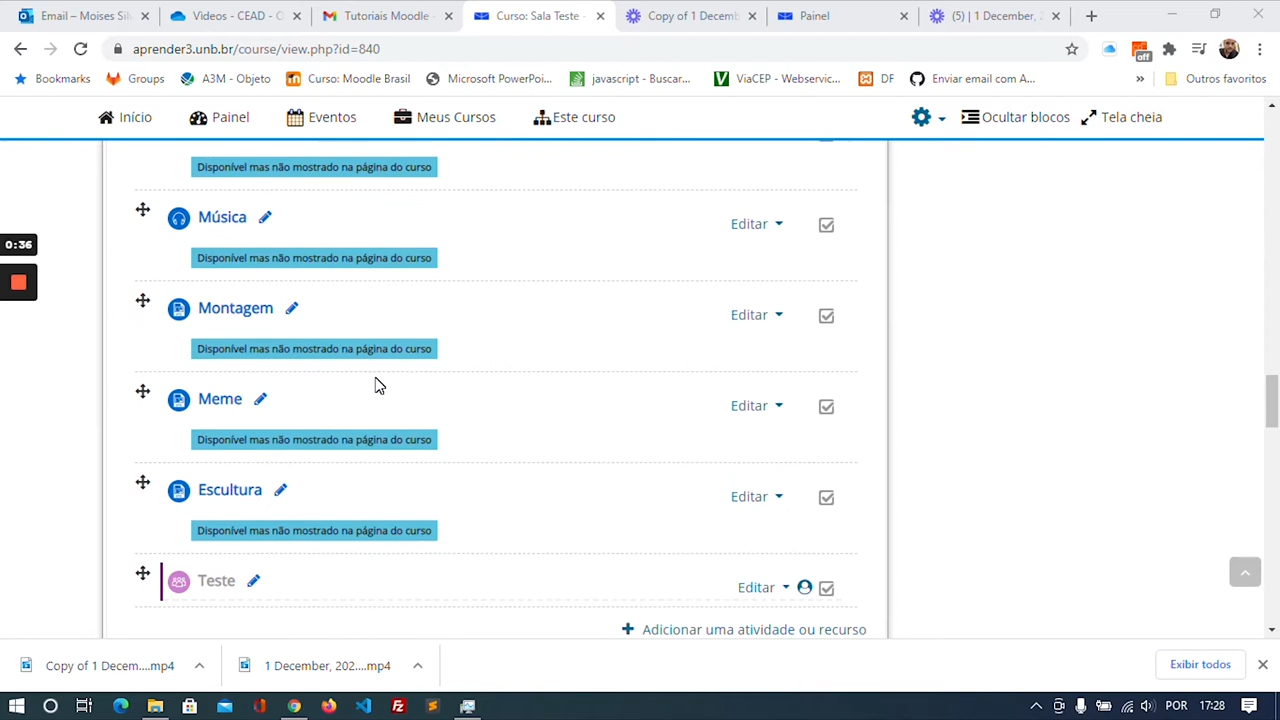 Email – Moises Sil
Videos - CEAD - O
Tutoriais Moodle -
Curso: Sala Teste -
Copy of 1 Decemb
Painel
(5) | 1 December, 2
aprender3.unb.br/course/view.php?id=840
off
Bookmarks
Groups
A3M - Objeto
Curso: Moodle Brasil
Microsoft PowerPoi...
javascript - Buscar...
ViaCEP - Webservic...
DF
Enviar email com A...
»
Outros favoritos
Início
Painel
Eventos
Meus Cursos
Este curso
Ocultar blocos
Tela cheia
Disponível mas não mostrado na página do curso
Música
Editar
Disponível mas não mostrado na página do curso
0:36
Montagem
Editar
Disponível mas não mostrado na página do curso
Meme
Editar
Disponível mas não mostrado na página do curso
Escultura
Editar
Disponível mas não mostrado na página do curso
Teste
Editar
+ Adicionar uma atividade ou recurso
Copy of 1 Decem....mp4
1 December, 202....mp4
Exibir todos
POR
17:28